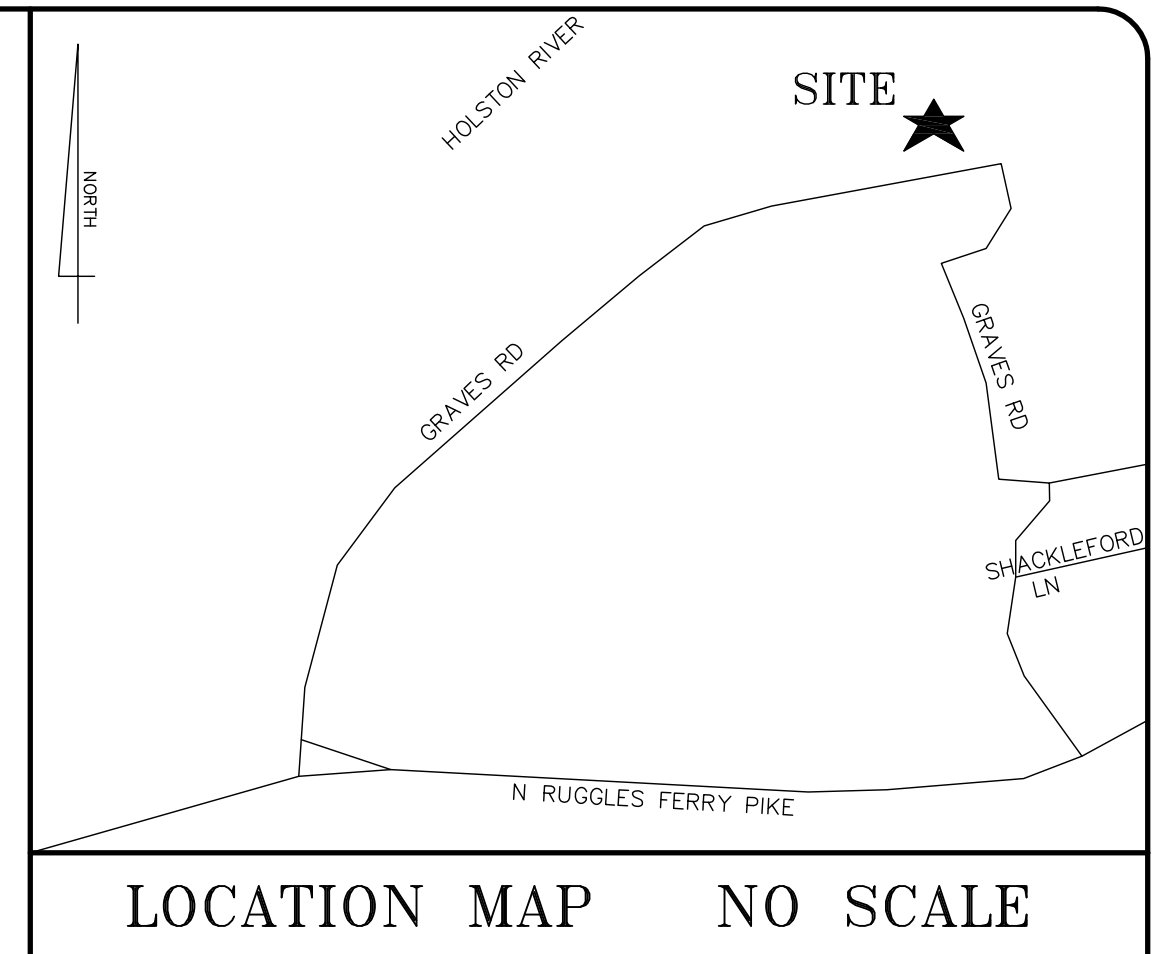 HOLSTON RIVER
SITE
NORTH
GRAVES RD
GRAVES RD
SHACKLEFORD
LN
N RUGGLES FERRY PIKE
LOCATION MAP NO SCALE